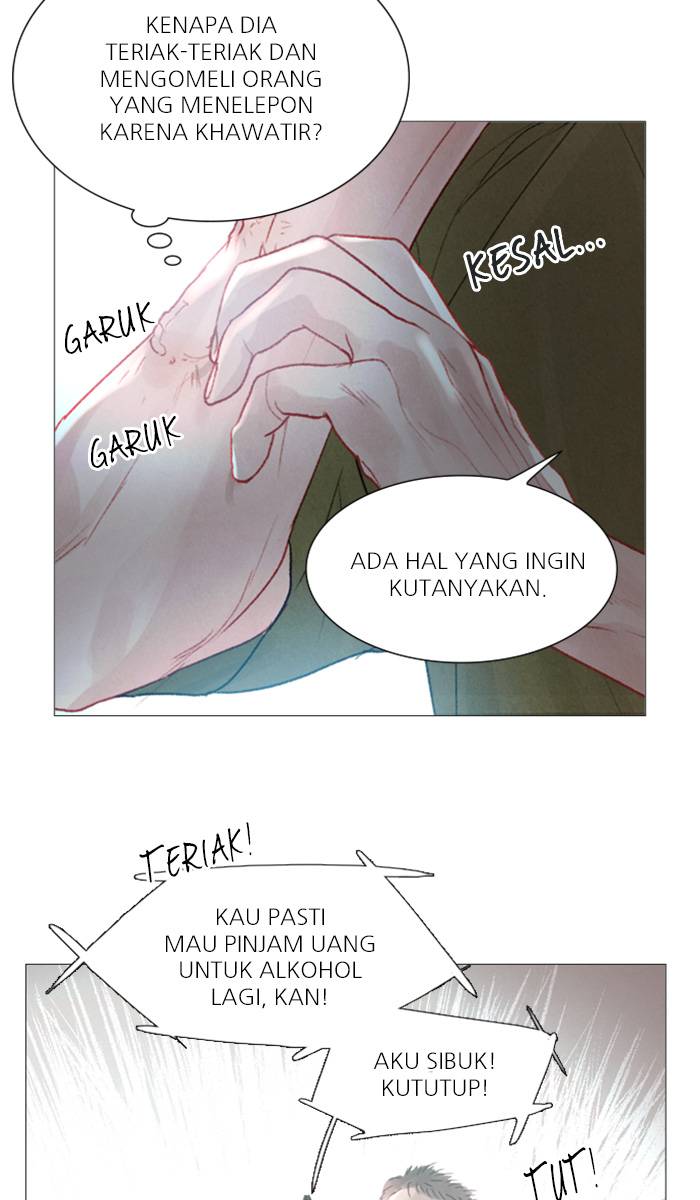 KENAPA DIA
TERIAK-TERIAK DAN
MENGOMELI ORANG
YANG MENELEPON
KARENA KHAWATIR?
KESAL...
GARUK
GARUK
ADA HAL YANG INGIN
KUTANYAKAN.
TERIAK!
KAU PASTI
MAU PINJAM UANG
UNTUK ALKOHOL
LAGI, KAN!
AKU SIBUK!
KUTUTUP!
TUT!